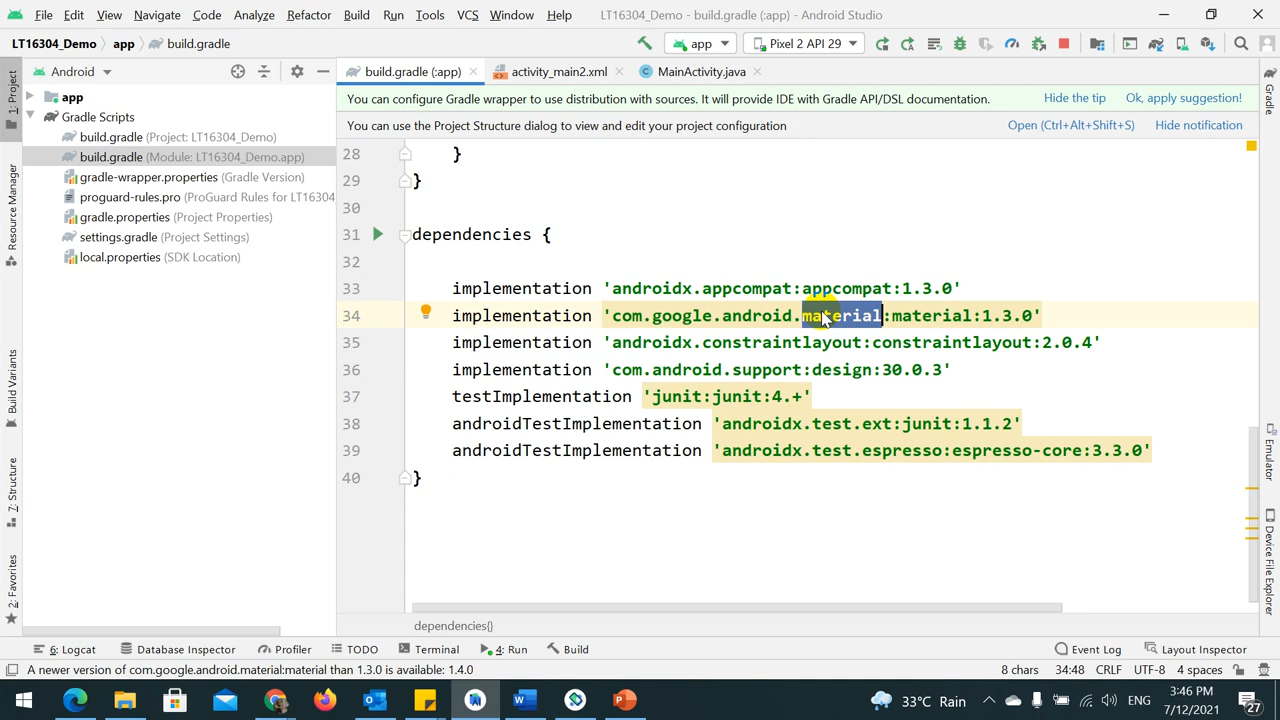 File Edit View Navigate Code Analyze Refactor Build Run Tools VCS Window Help LT16304_Demo - build.gradle (:app) - Android Studio
LT16304_Demo app build.gradle app Pixel 2 API 29
Android build.gradle (:app) activity_main2.xml MainActivity.java
You can configure Gradle wrapper to use distribution with sources. It will provide IDE with Gradle API/DSL documentation. Hide the tip Ok, apply suggestion!
You can use the Project Structure dialog to view and edit your project configuration Open (Ctrl+Alt+Shift+S) Hide notification
1: Project
Resource Manager
Build Variants
7: Structure
2: Favorites
app
Gradle Scripts
build.gradle (Project: LT16304_Demo)
build.gradle (Module: LT16304_Demo.app)
gradle-wrapper.properties (Gradle Version)
proguard-rules.pro (ProGuard Rules for LT16304
gradle.properties (Project Properties)
settings.gradle (Project Settings)
local.properties (SDK Location)
28 }
29 }
30
31 dependencies {
32
33 implementation 'androidx.appcompat:appcompat:1.3.0'
34 implementation 'com.google.android.material:material:1.3.0'
35 implementation 'androidx.constraintlayout:constraintlayout:2.0.4'
36 implementation 'com.android.support:design:30.0.3'
37 testImplementation 'junit:junit:4.+'
38 androidTestImplementation 'androidx.test.ext:junit:1.1.2'
39 androidTestImplementation 'androidx.test.espresso:espresso-core:3.3.0'
40 }
dependencies{}
Gradle
Emulator
Device File Explorer
6: Logcat Database Inspector Profiler TODO Terminal 4: Run Build Event Log Layout Inspector
A newer version of com.google.android.material:material than 1.3.0 is available: 1.4.0 8 chars 34:48 CRLF UTF-8 4 spaces
33°C Rain ENG 3:46 PM
7/12/2021 27